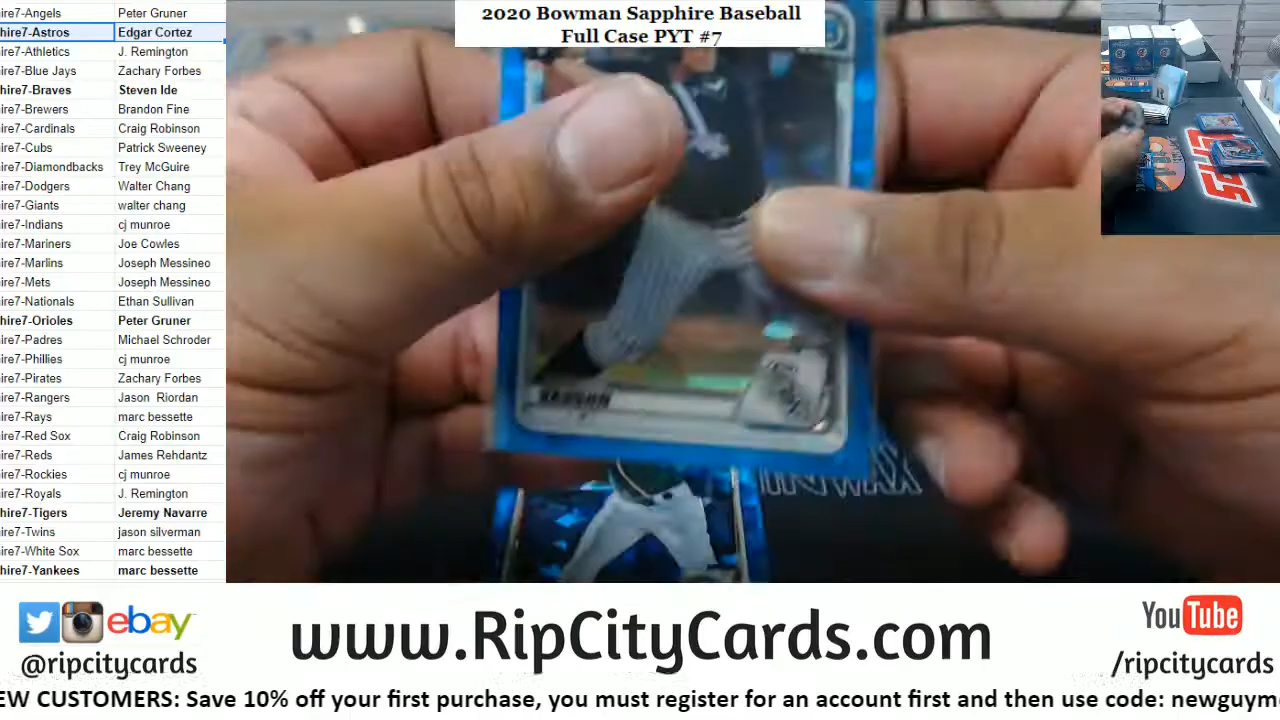 2020 Bowman Sapphire Baseball
Full Case PYT #7
ire7-Angels Peter Gruner
hire7-Astros Edgar Cortez
ire7-Athletics J. Remington
ire7-Blue Jays Zachary Forbes
hire7-Braves Steven Ide
ire7-Brewers Brandon Fine
ire7-Cardinals Craig Robinson
ire7-Cubs Patrick Sweeney
ire7-Diamondbacks Trey McGuire
ire7-Dodgers Walter Chang
ire7-Giants walter chang
ire7-Indians cj munroe
ire7-Mariners Joe Cowles
ire7-Marlins Joseph Messineo
ire7-Mets Joseph Messineo
ire7-Nationals Ethan Sullivan
hire7-Orioles Peter Gruner
ire7-Padres Michael Schroder
ire7-Phillies cj munroe
ire7-Pirates Zachary Forbes
ire7-Rangers Jason Riordan
ire7-Rays marc bessette
ire7-Red Sox Craig Robinson
ire7-Reds James Rehdantz
ire7-Rockies cj munroe
ire7-Royals J. Remington
hire7-Tigers Jeremy Navarre
ire7-Twins jason silverman
ire7-White Sox marc bessette
hire7-Yankees marc bessette
ebay
@ripcitycards
www.RipCityCards.com
YouTube
/ripcitycards
EW CUSTOMERS: Save 10% off your first purchase, you must register for an account first and then use code: newguym